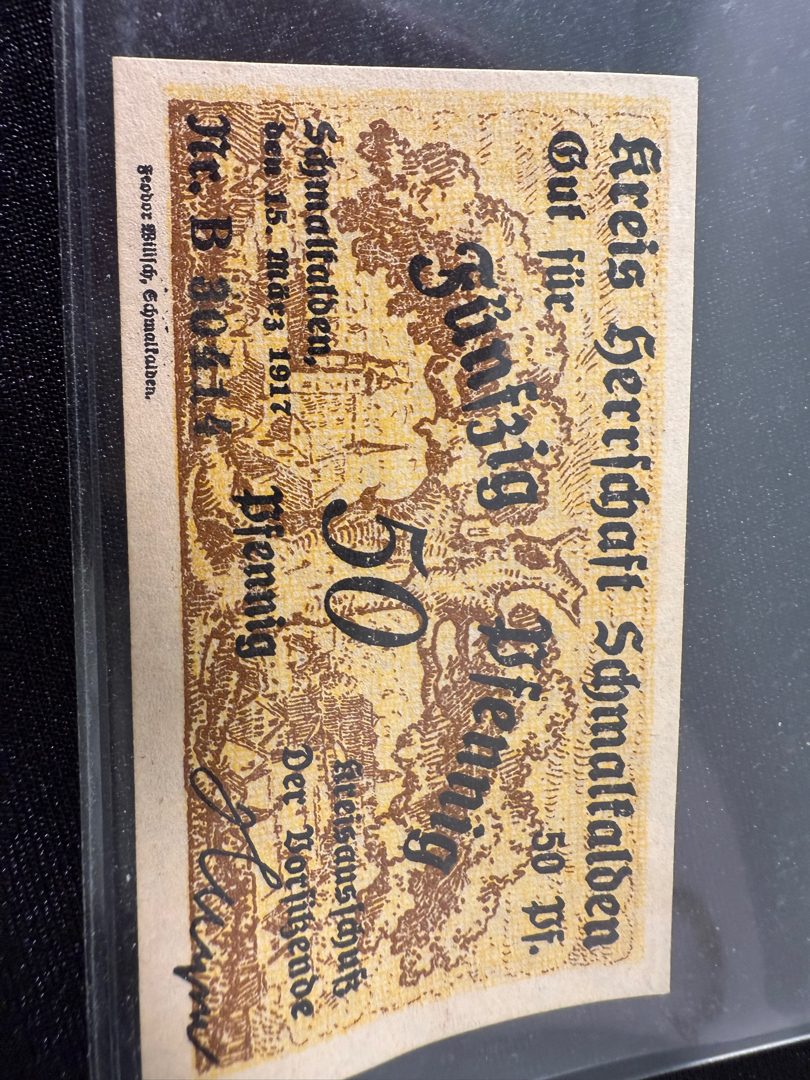 Kreis Herrschaft Schmalkalden
Gut für 50 Pf.
Fünfzig Pfennig
50
Pfennig
Schmalkalden,
den 15. März 1917
Nr. B 30414
Kreisausschuß
Der Vorsitzende
Feodor Wilisch, Schmalkalden.